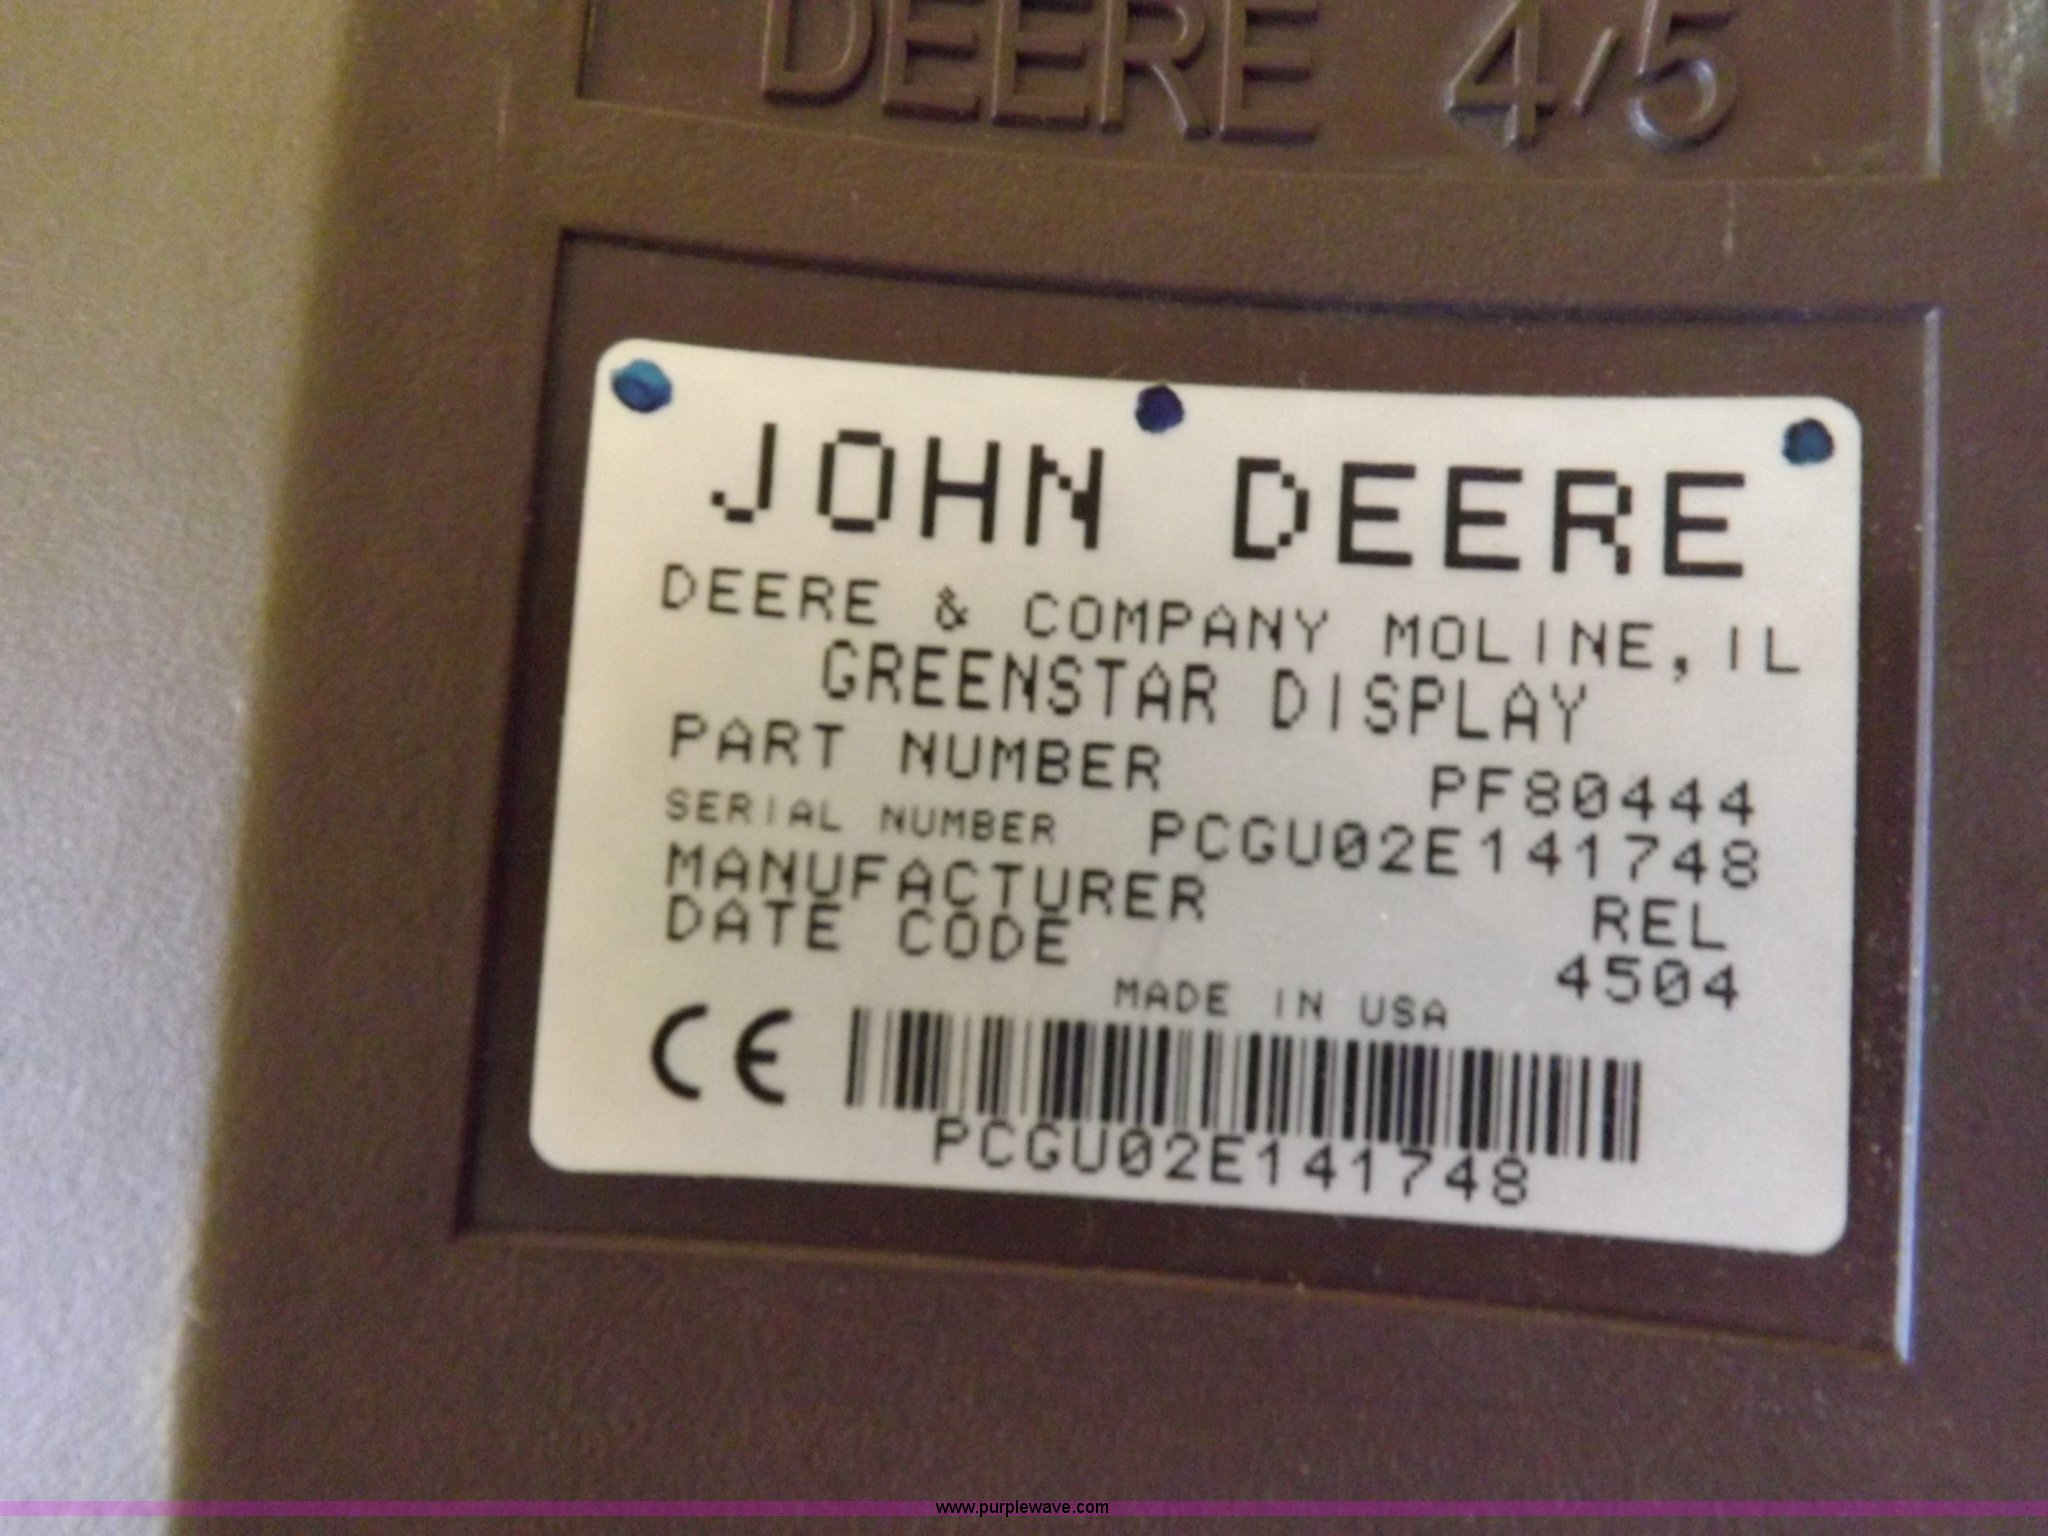 DEERE 4/5
JOHN DEERE
DEERE & COMPANY MOLINE, IL
GREENSTAR DISPLAY
PART NUMBER PF80444
SERIAL NUMBER PCGU02E141748
MANUFACTURER REL
DATE CODE 4504
MADE IN USA
CE
PCGU02E141748
www.purplewave.com